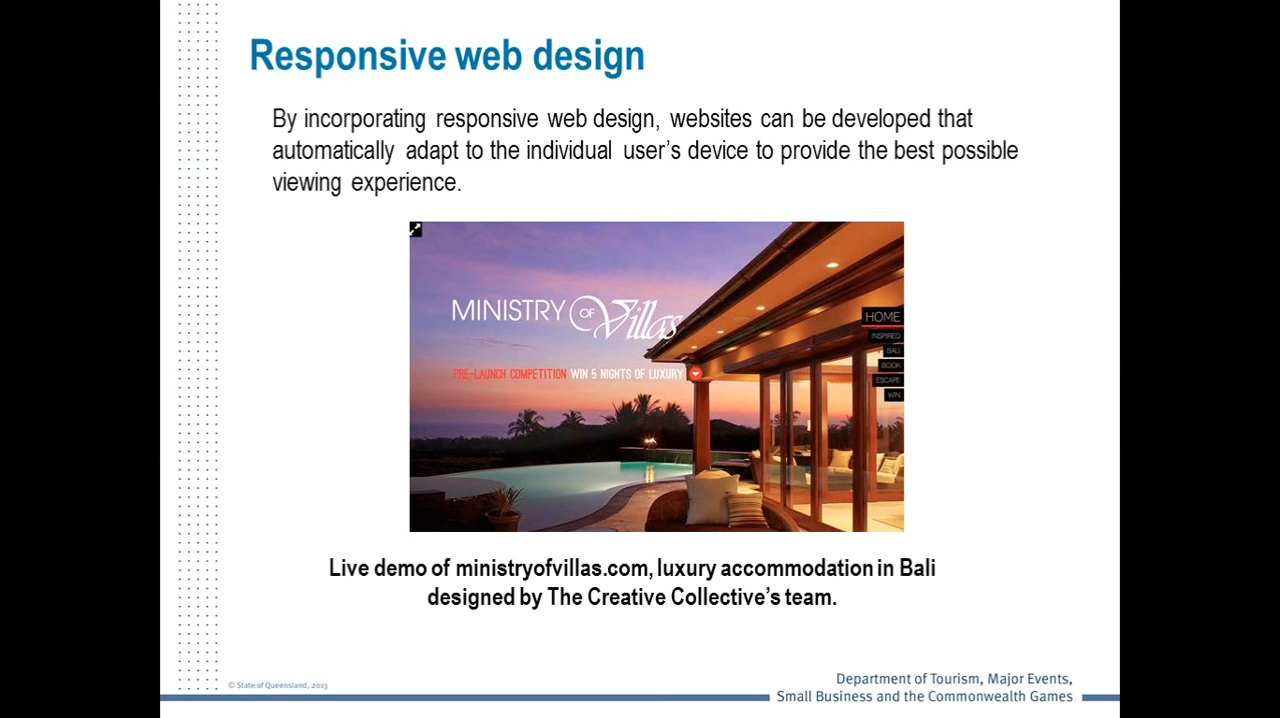 Responsive web design
By incorporating responsive web design, websites can be developed that
automatically adapt to the individual user's device to provide the best possible
viewing experience.
MINISTRY OF Villas
PRE-LAUNCH COMPETITION WIN 5 NIGHTS OF LUXURY
HOME
INSPIRED
BALI
BOOK
ESCAPE
WIN
Live demo of ministryofvillas.com, luxury accommodation in Bali
designed by The Creative Collective's team.
© State of Queensland, 2013
Department of Tourism, Major Events,
Small Business and the Commonwealth Games